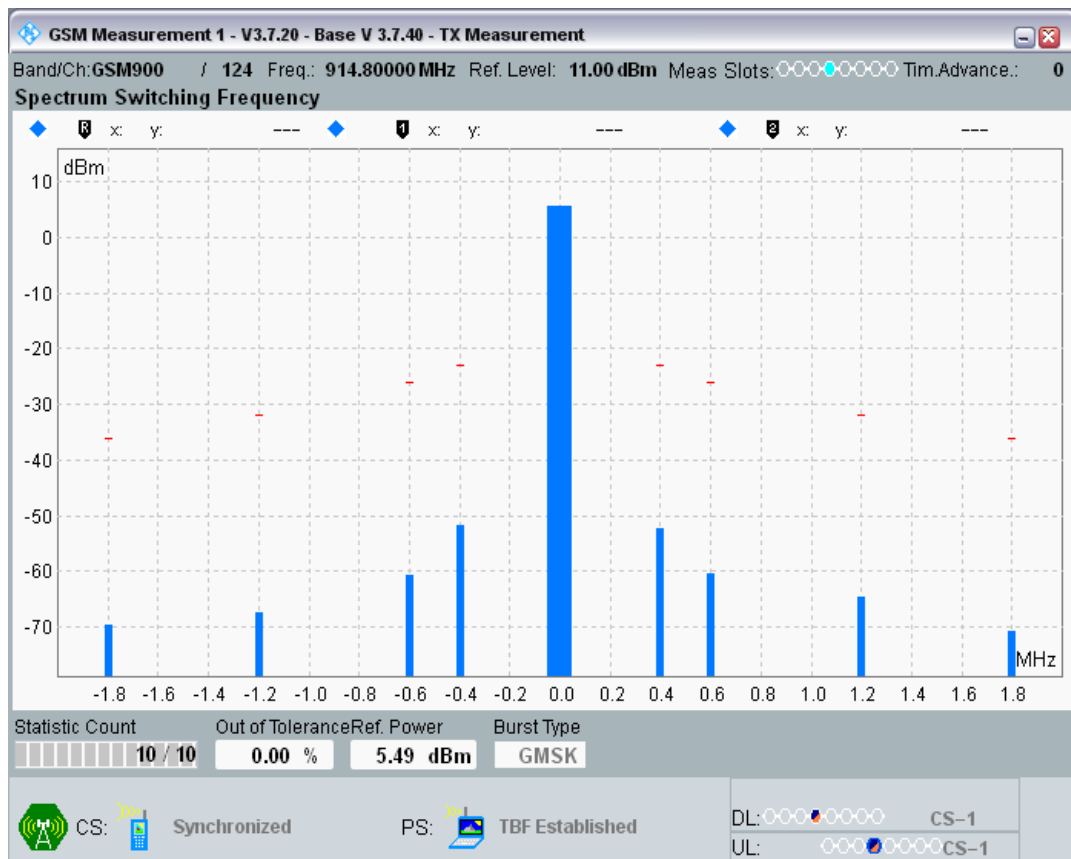 GSM Measurement 1 - V3.7.20 - Base V 3.7.40 - TX Measurement
Band/Ch:GSM900 / 124 Freq.: 914.80000 MHz Ref. Level: 11.00 dBm Meas Slots: Tim.Advance.: 0
Spectrum Switching Frequency
R x: y: --- 1 x: y: --- 2 x: y: ---
dBm
10
0
-10
-20
-30
-40
-50
-60
-70
MHz
-1.8 -1.6 -1.4 -1.2 -1.0 -0.8 -0.6 -0.4 -0.2 0.0 0.2 0.4 0.6 0.8 1.0 1.2 1.4 1.6 1.8
Statistic Count Out of Tolerance Ref. Power Burst Type
10 / 10 0.00 % 5.49 dBm GMSK
CS: Synchronized PS: TBF Established DL: CS-1
UL: CS-1